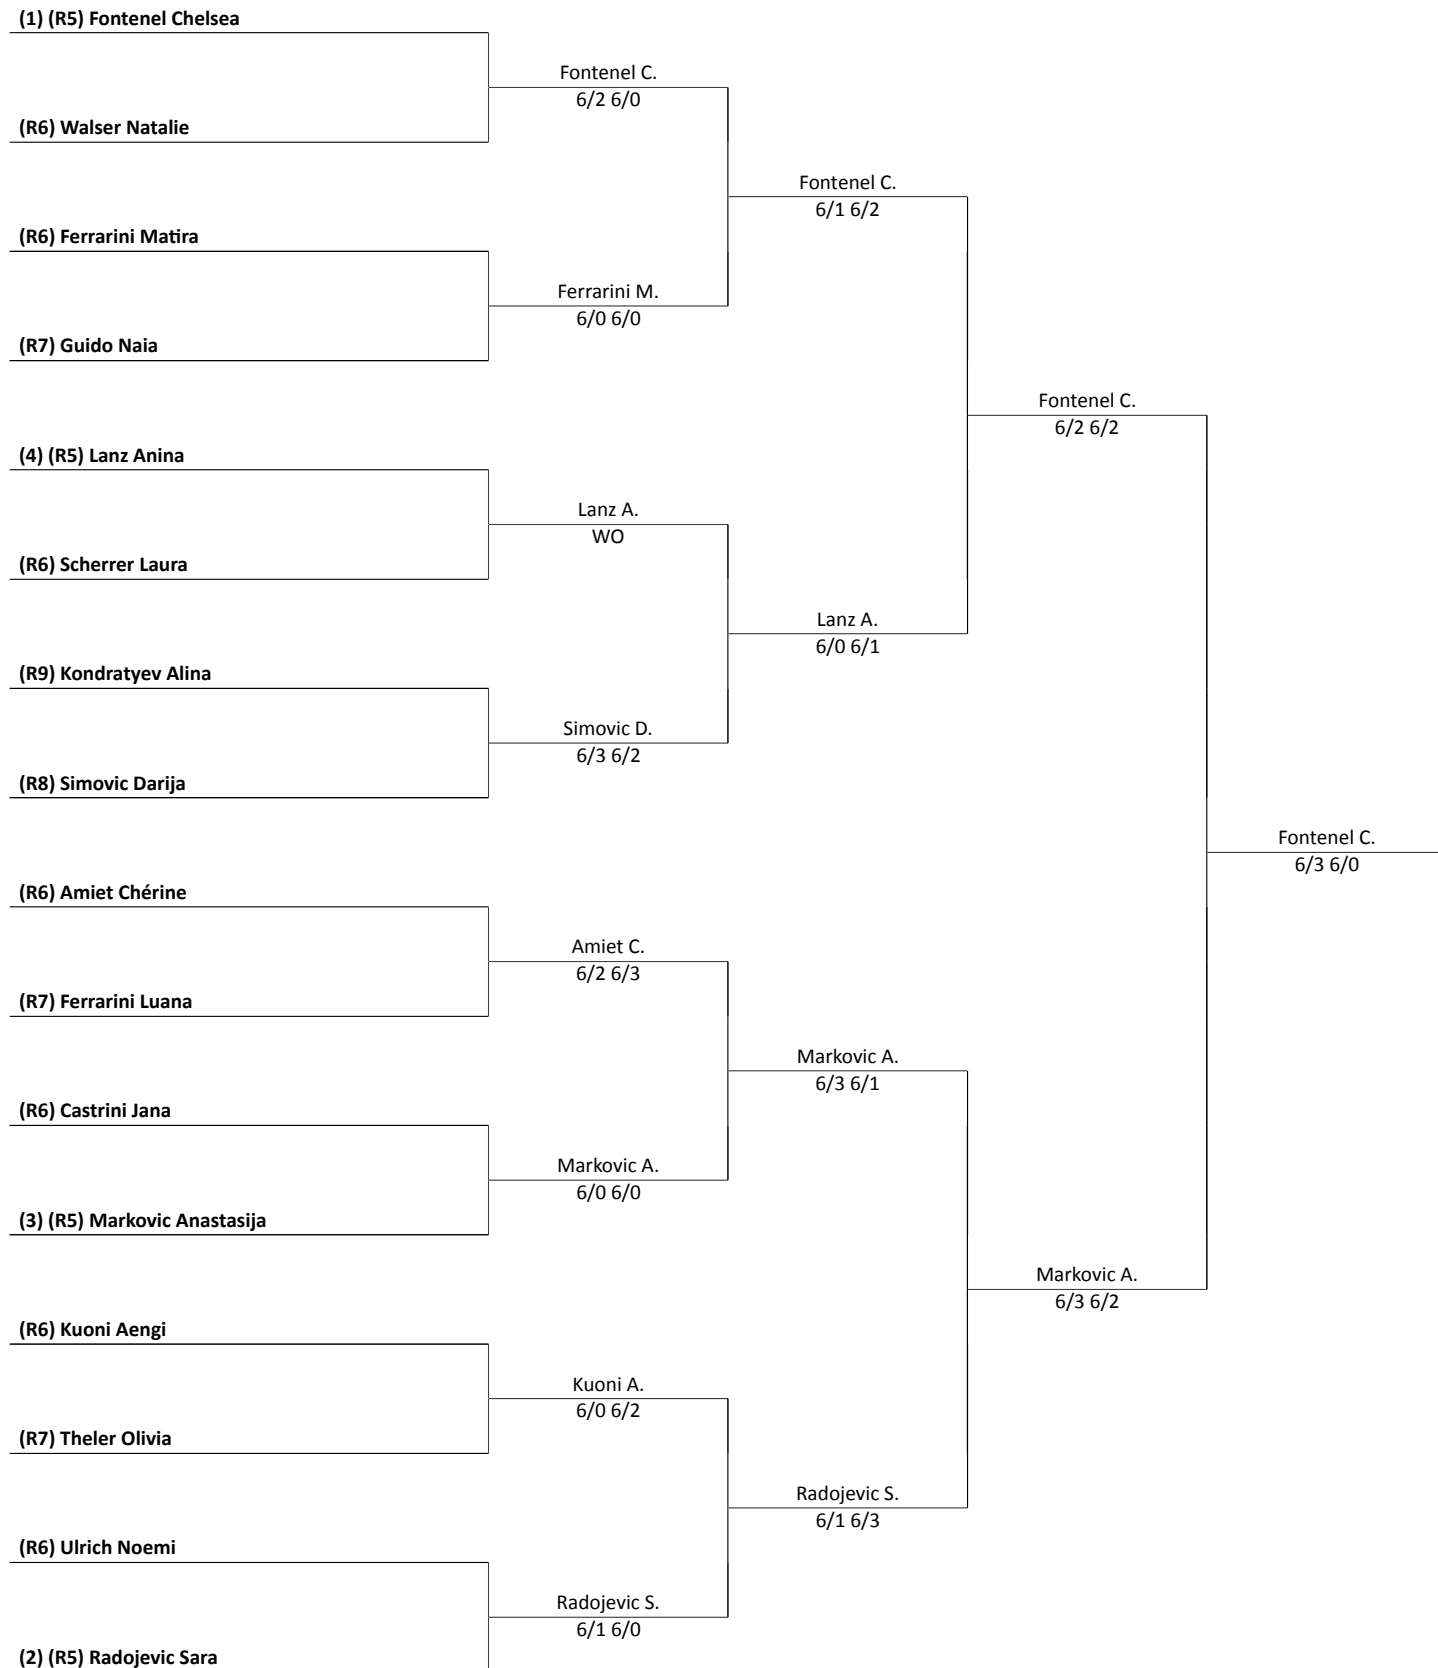 (1) (R5) Fontenel Chelsea
Fontenel C.
6/2 6/0
(R6) Walser Natalie
Fontenel C.
6/1 6/2
(R6) Ferrarini Matira
Ferrarini M.
6/0 6/0
(R7) Guido Naia
Fontenel C.
6/2 6/2
(4) (R5) Lanz Anina
Lanz A.
WO
(R6) Scherrer Laura
Lanz A.
6/0 6/1
(R9) Kondratyev Alina
Simovic D.
6/3 6/2
(R8) Simovic Darija
Fontenel C.
6/3 6/0
(R6) Amiet Chérine
Amiet C.
6/2 6/3
(R7) Ferrarini Luana
Markovic A.
6/3 6/1
(R6) Castrini Jana
Markovic A.
6/0 6/0
(3) (R5) Markovic Anastasija
Markovic A.
6/3 6/2
(R6) Kuoni Aengi
Kuoni A.
6/0 6/2
(R7) Theler Olivia
Radojevic S.
6/1 6/3
(R6) Ulrich Noemi
Radojevic S.
6/1 6/0
(2) (R5) Radojevic Sara